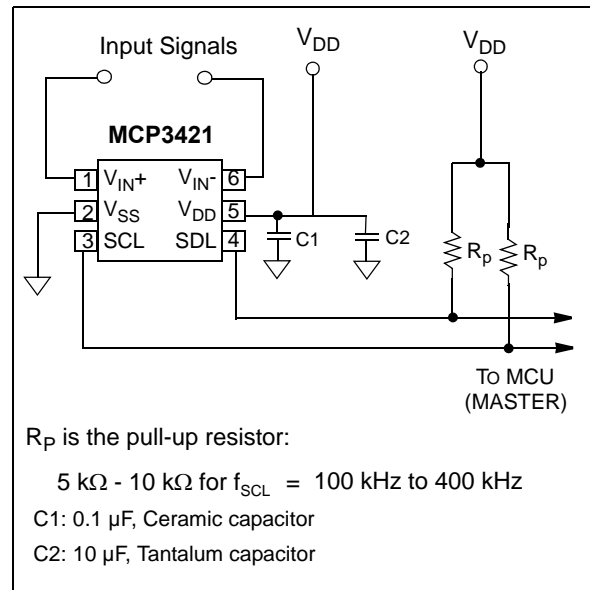 Input Signals
VDD
VDD
MCP3421
1 VIN+ VIN- 6
2 VSS VDD 5
3 SCL SDL 4
C1 C2
Rp Rp
TO MCU
(MASTER)
RP is the pull-up resistor:
5 kΩ - 10 kΩ for fSCL = 100 kHz to 400 kHz
C1: 0.1 µF, Ceramic capacitor
C2: 10 µF, Tantalum capacitor